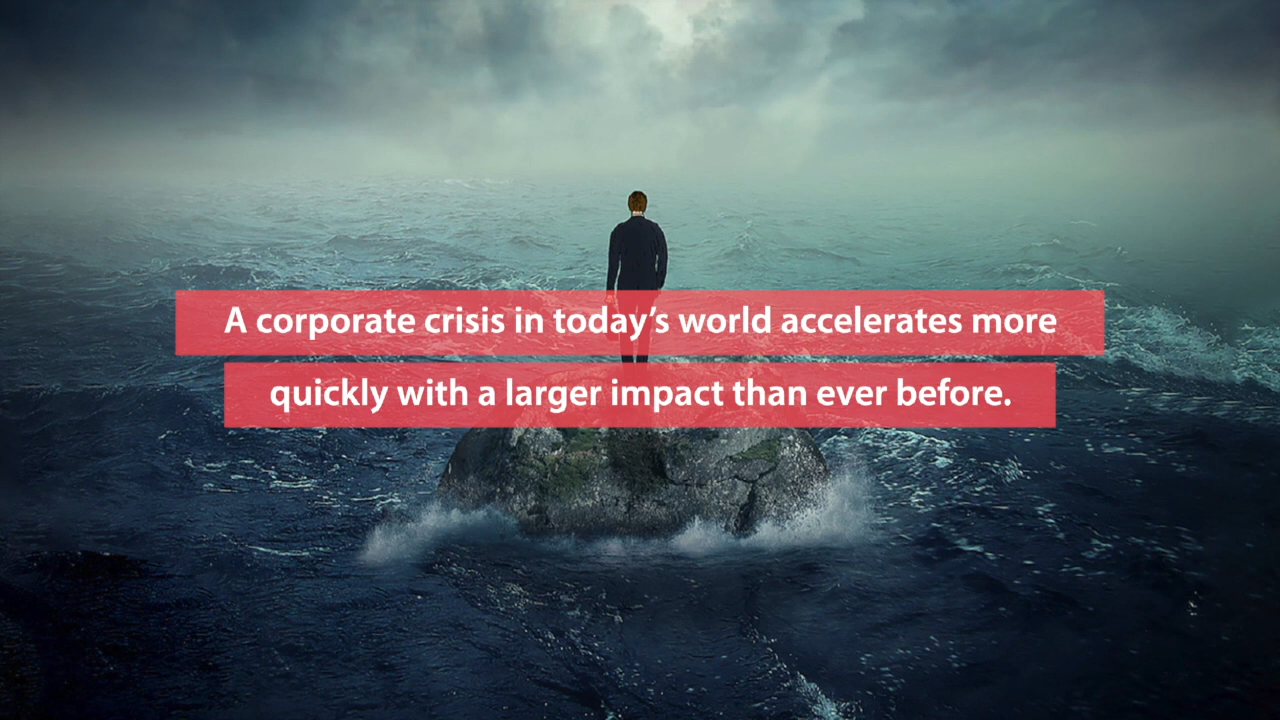 A corporate crisis in today’s world accelerates more
quickly with a larger impact than ever before.